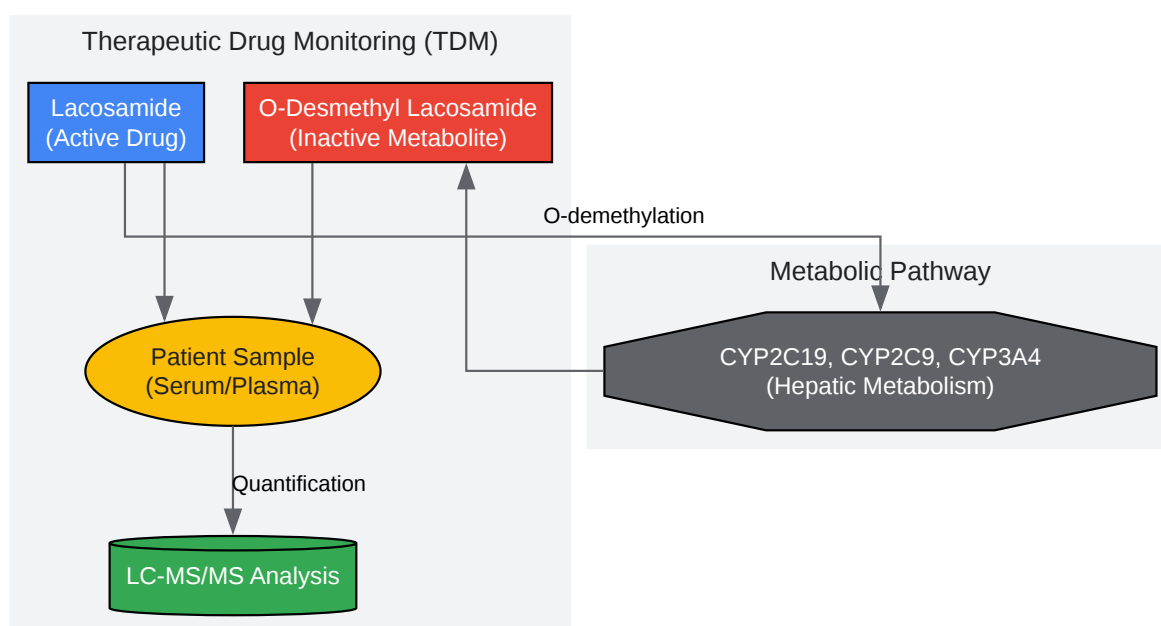 Therapeutic Drug Monitoring (TDM)
Lacosamide
(Active Drug)
O-Desmethyl Lacosamide
(Inactive Metabolite)
O-demethylation
Metabolic Pathway
CYP2C19, CYP2C9, CYP3A4
(Hepatic Metabolism)
Patient Sample
(Serum/Plasma)
Quantification
LC-MS/MS Analysis